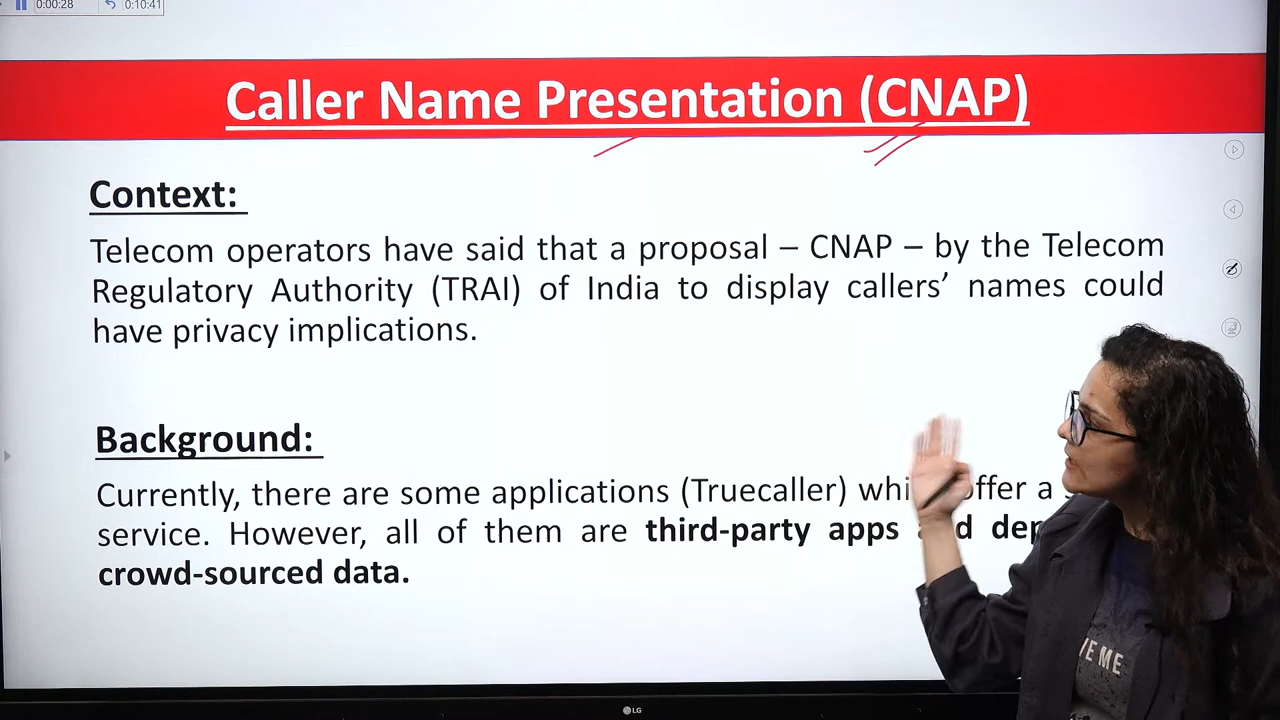 0:00:28 0:10:41
Caller Name Presentation (CNAP)
Context:
Telecom operators have said that a proposal – CNAP – by the Telecom
Regulatory Authority (TRAI) of India to display callers’ names could
have privacy implications.
Background:
Currently, there are some applications (Truecaller) offer a
service. However, all of them are third-party apps
crowd-sourced data.
ME
LG